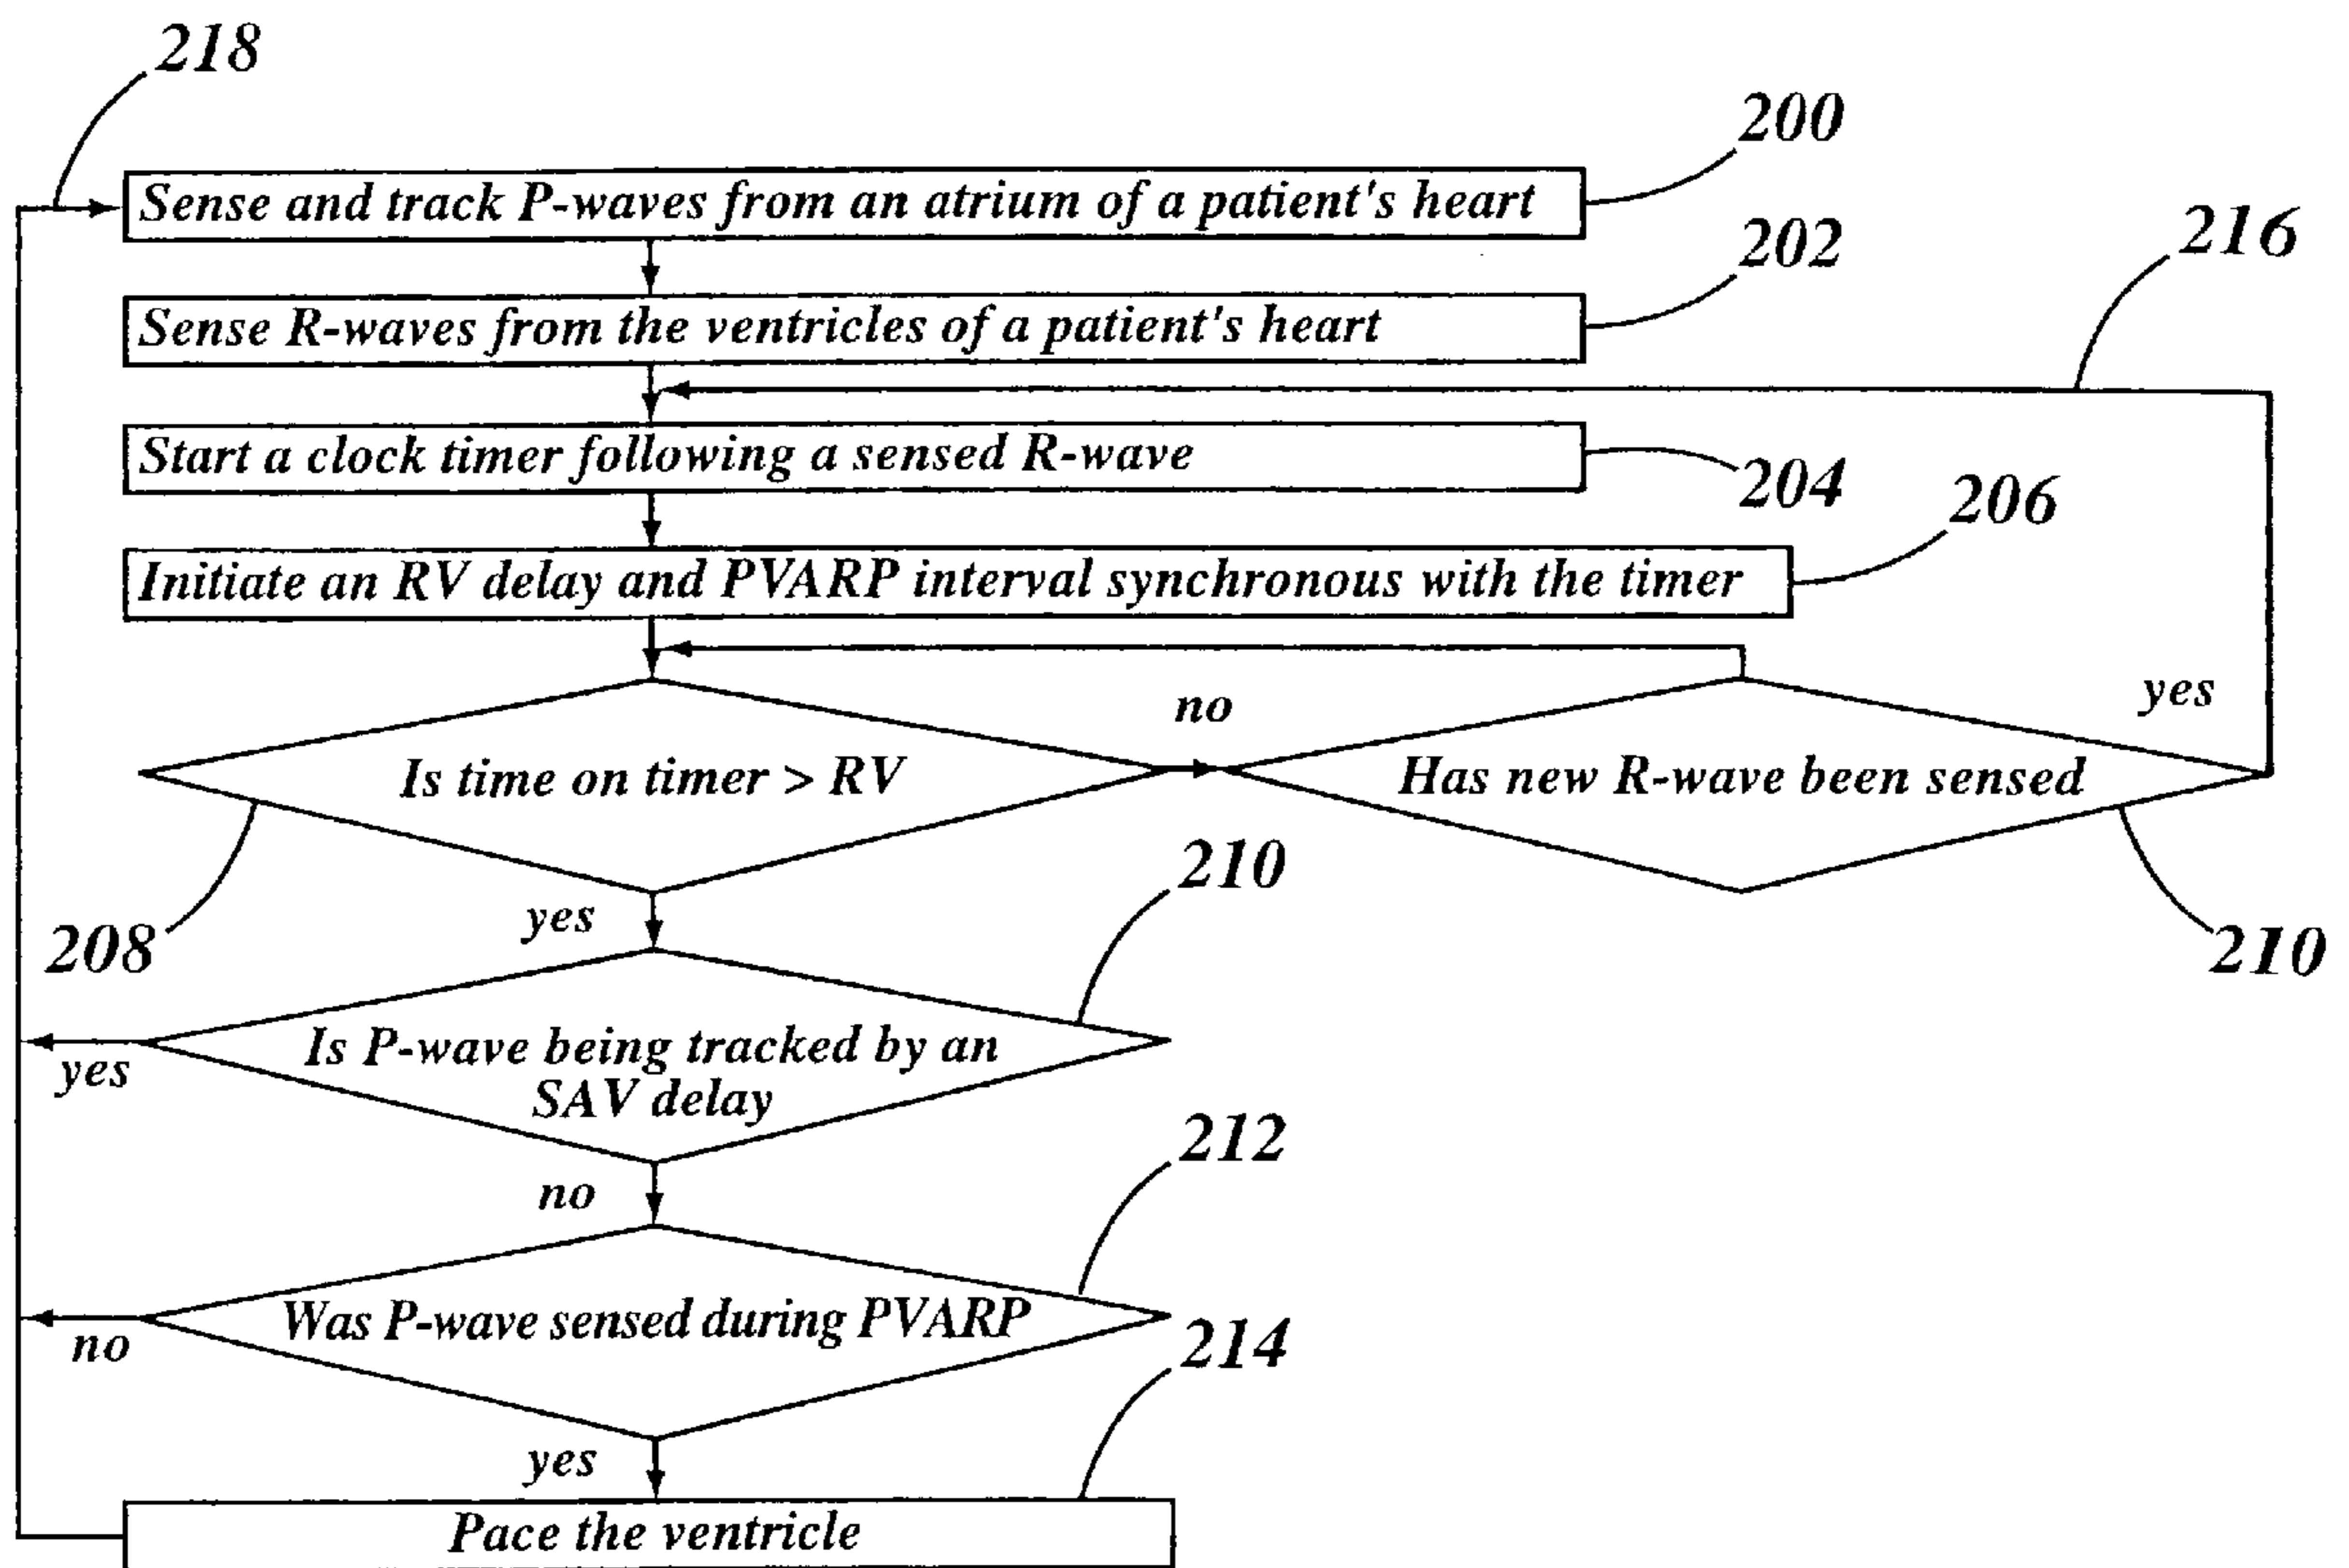 218
200
Sense and track P-waves from an atrium of a patient's heart
202
216
Sense R-waves from the ventricles of a patient's heart
Start a clock timer following a sensed R-wave
204
206
Initiate an RV delay and PVARP interval synchronous with the timer
no
yes
Is time on timer > RV
Has new R-wave been sensed
210
yes
208
210
Is P-wave being tracked by an
SAV delay
yes
212
no
Was P-wave sensed during PVARP
214
no
yes
Pace the ventricle